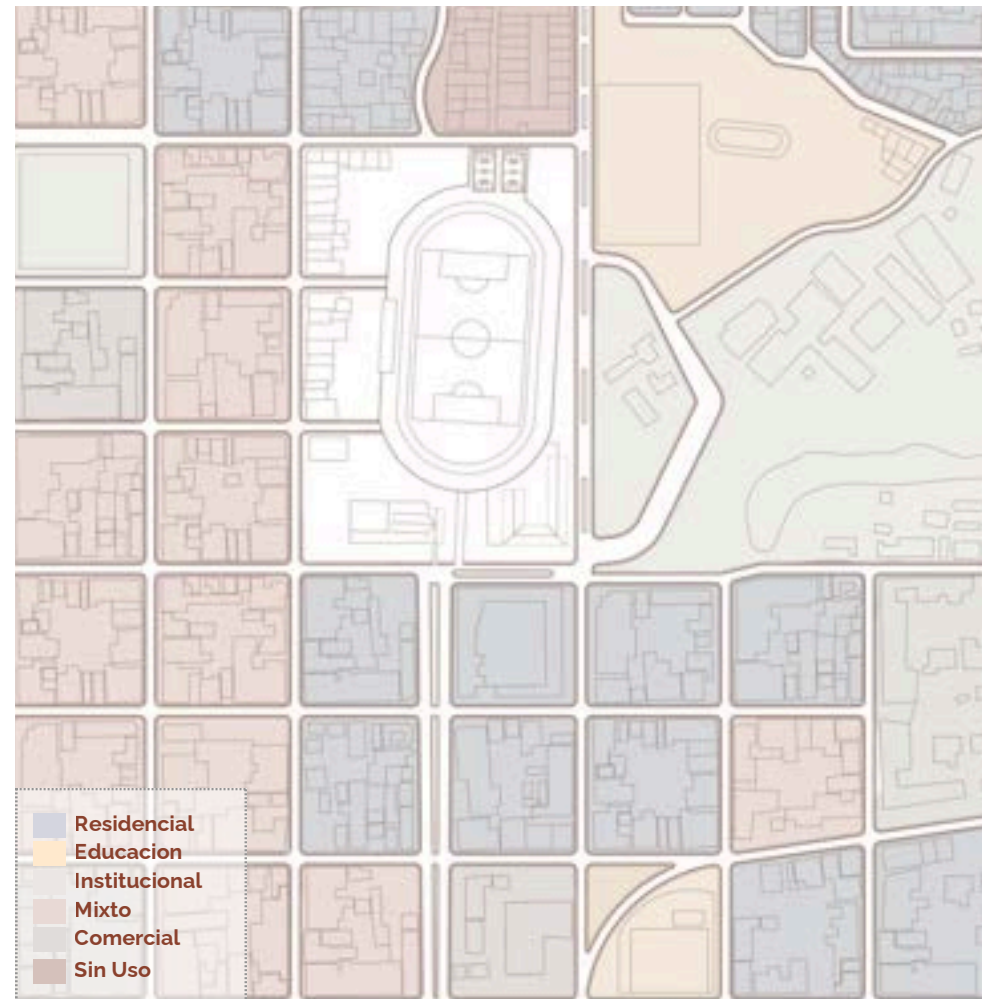 Residencial
Educacion
Institucional
Mixto
Comercial
Sin Uso